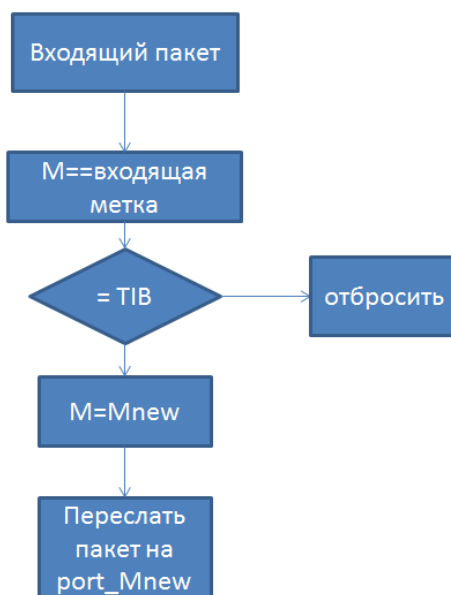 Входящий пакет
М==входящая
метка
= TIB
отбросить
M=Mnew
Переслать
пакет на
port_Mnew